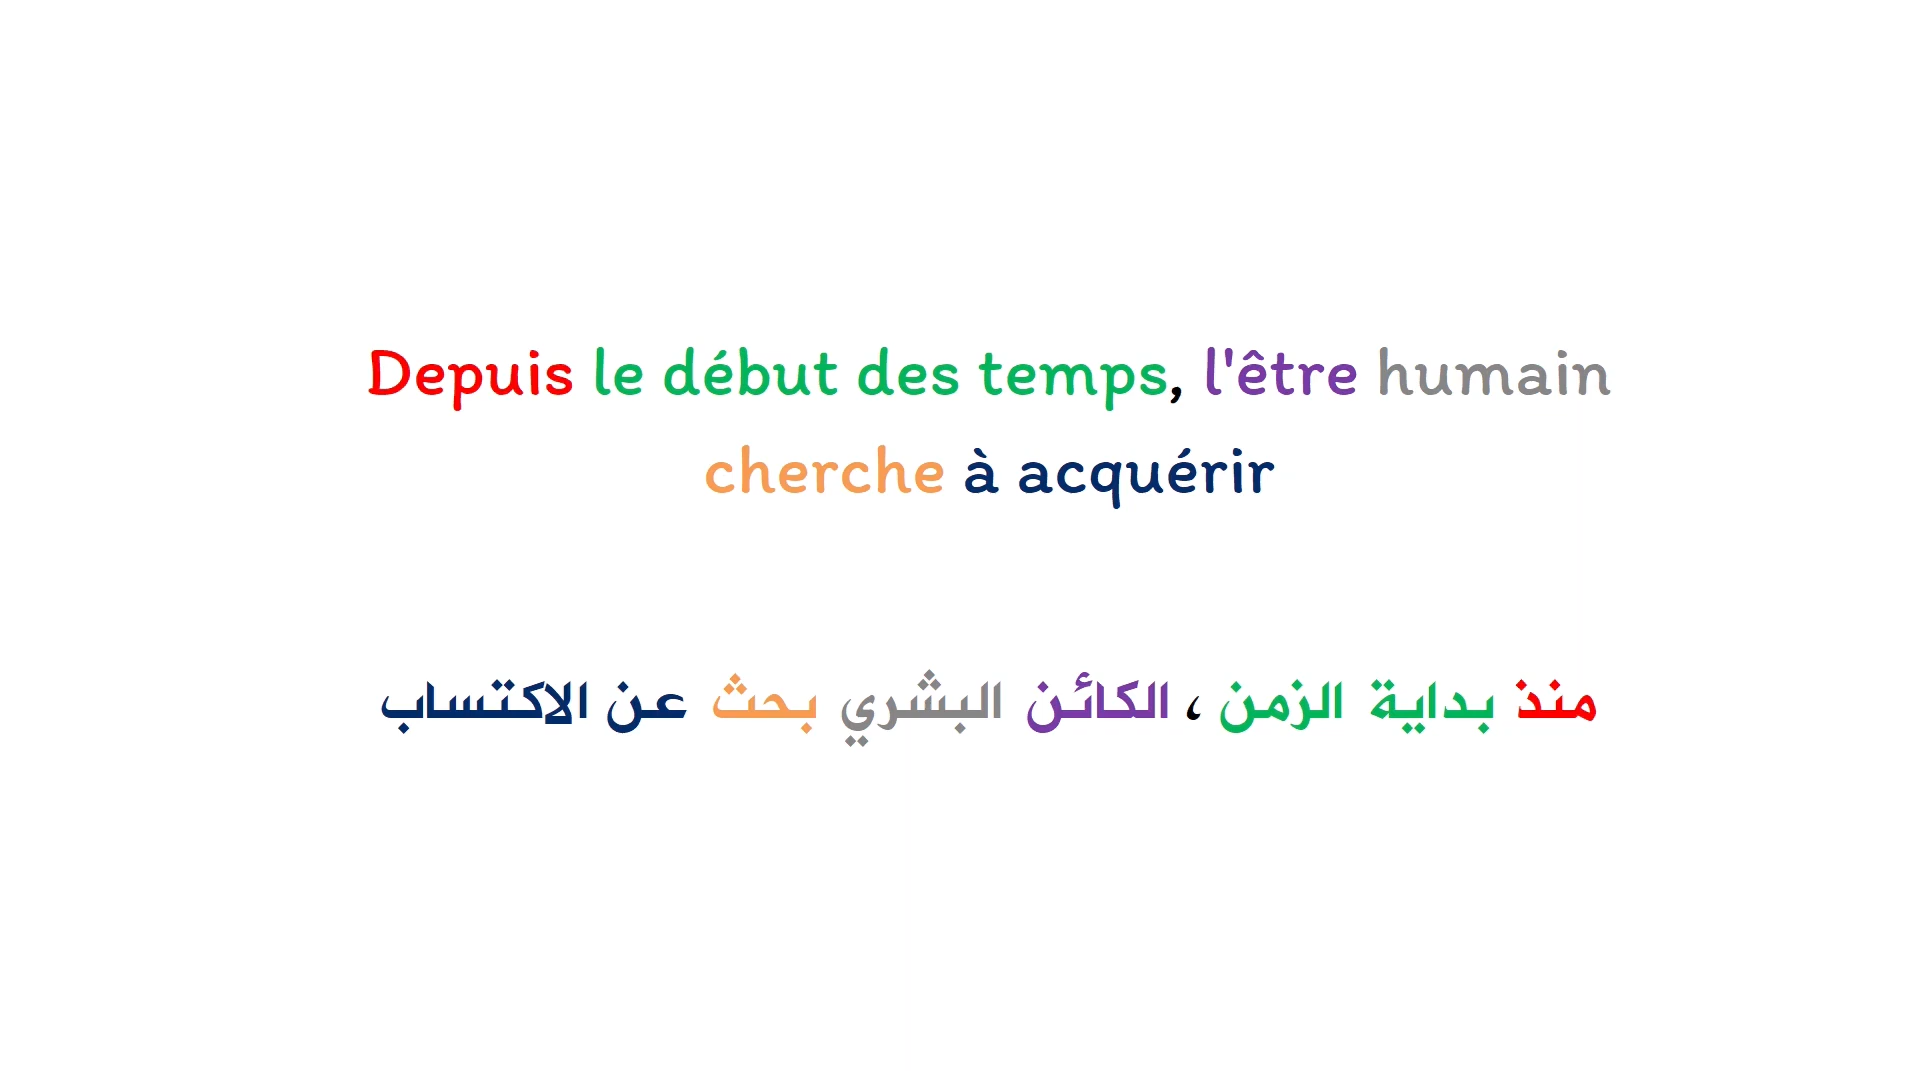 Depuis le début des temps, l'être humain
cherche à acquérir
منذ بداية الزمن ، الكائن البشري بحث عن الاكتساب